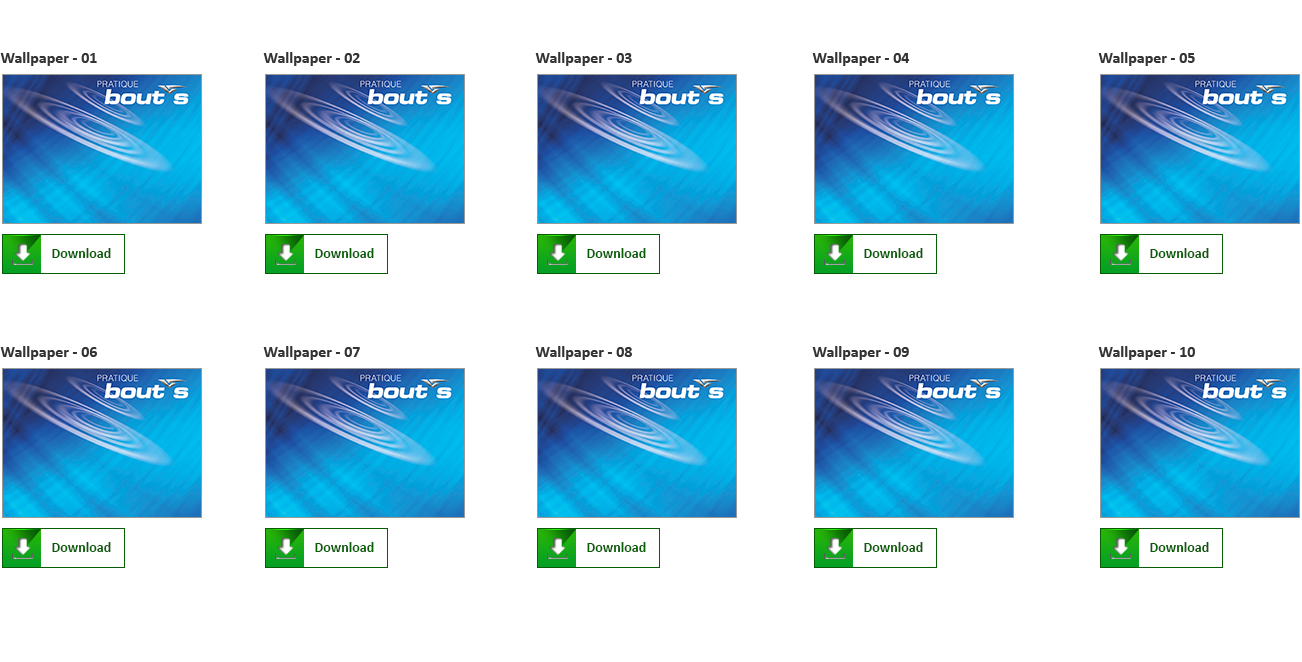 Wallpaper - 01
PRATIQUE
bout's
Download
Wallpaper - 02
PRATIQUE
bout's
Download
Wallpaper - 03
PRATIQUE
bout's
Download
Wallpaper - 04
PRATIQUE
bout's
Download
Wallpaper - 05
PRATIQUE
bout's
Download
Wallpaper - 06
PRATIQUE
bout's
Download
Wallpaper - 07
PRATIQUE
bout's
Download
Wallpaper - 08
PRATIQUE
bout's
Download
Wallpaper - 09
PRATIQUE
bout's
Download
Wallpaper - 10
PRATIQUE
bout's
Download